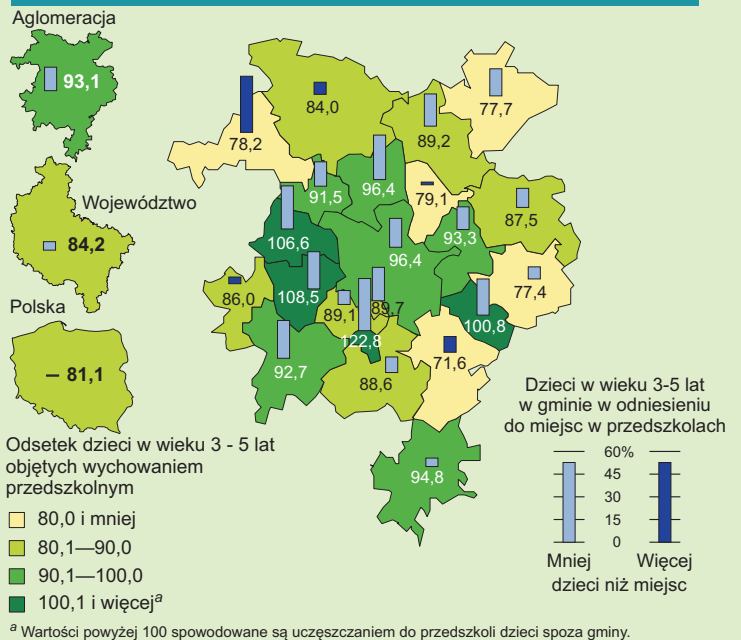 Aglomeracja
93,1
Województwo
84,2
Polska
81,1
78,2
84,0
89,2
77,7
91,5
96,4
79,1
87,5
106,6
96,4
93,3
86,0
108,5
89,1
89,7
100,8
77,4
122,8
92,7
88,6
71,6
94,8
Odsetek dzieci w wieku 3 - 5 lat
objętych wychowaniem
przedszkolnym
80,0 i mniej
80,1—90,0
90,1—100,0
100,1 i więcej a
Dzieci w wieku 3-5 lat
w gminie w odniesieniu
do miejsc w przedszkolach
60%
45
30
15
0
Mniej Więcej
dzieci niż miejsc
a Wartości powyżej 100 spowodowane są uczęszczaniem do przedszkoli dzieci spoza gminy.